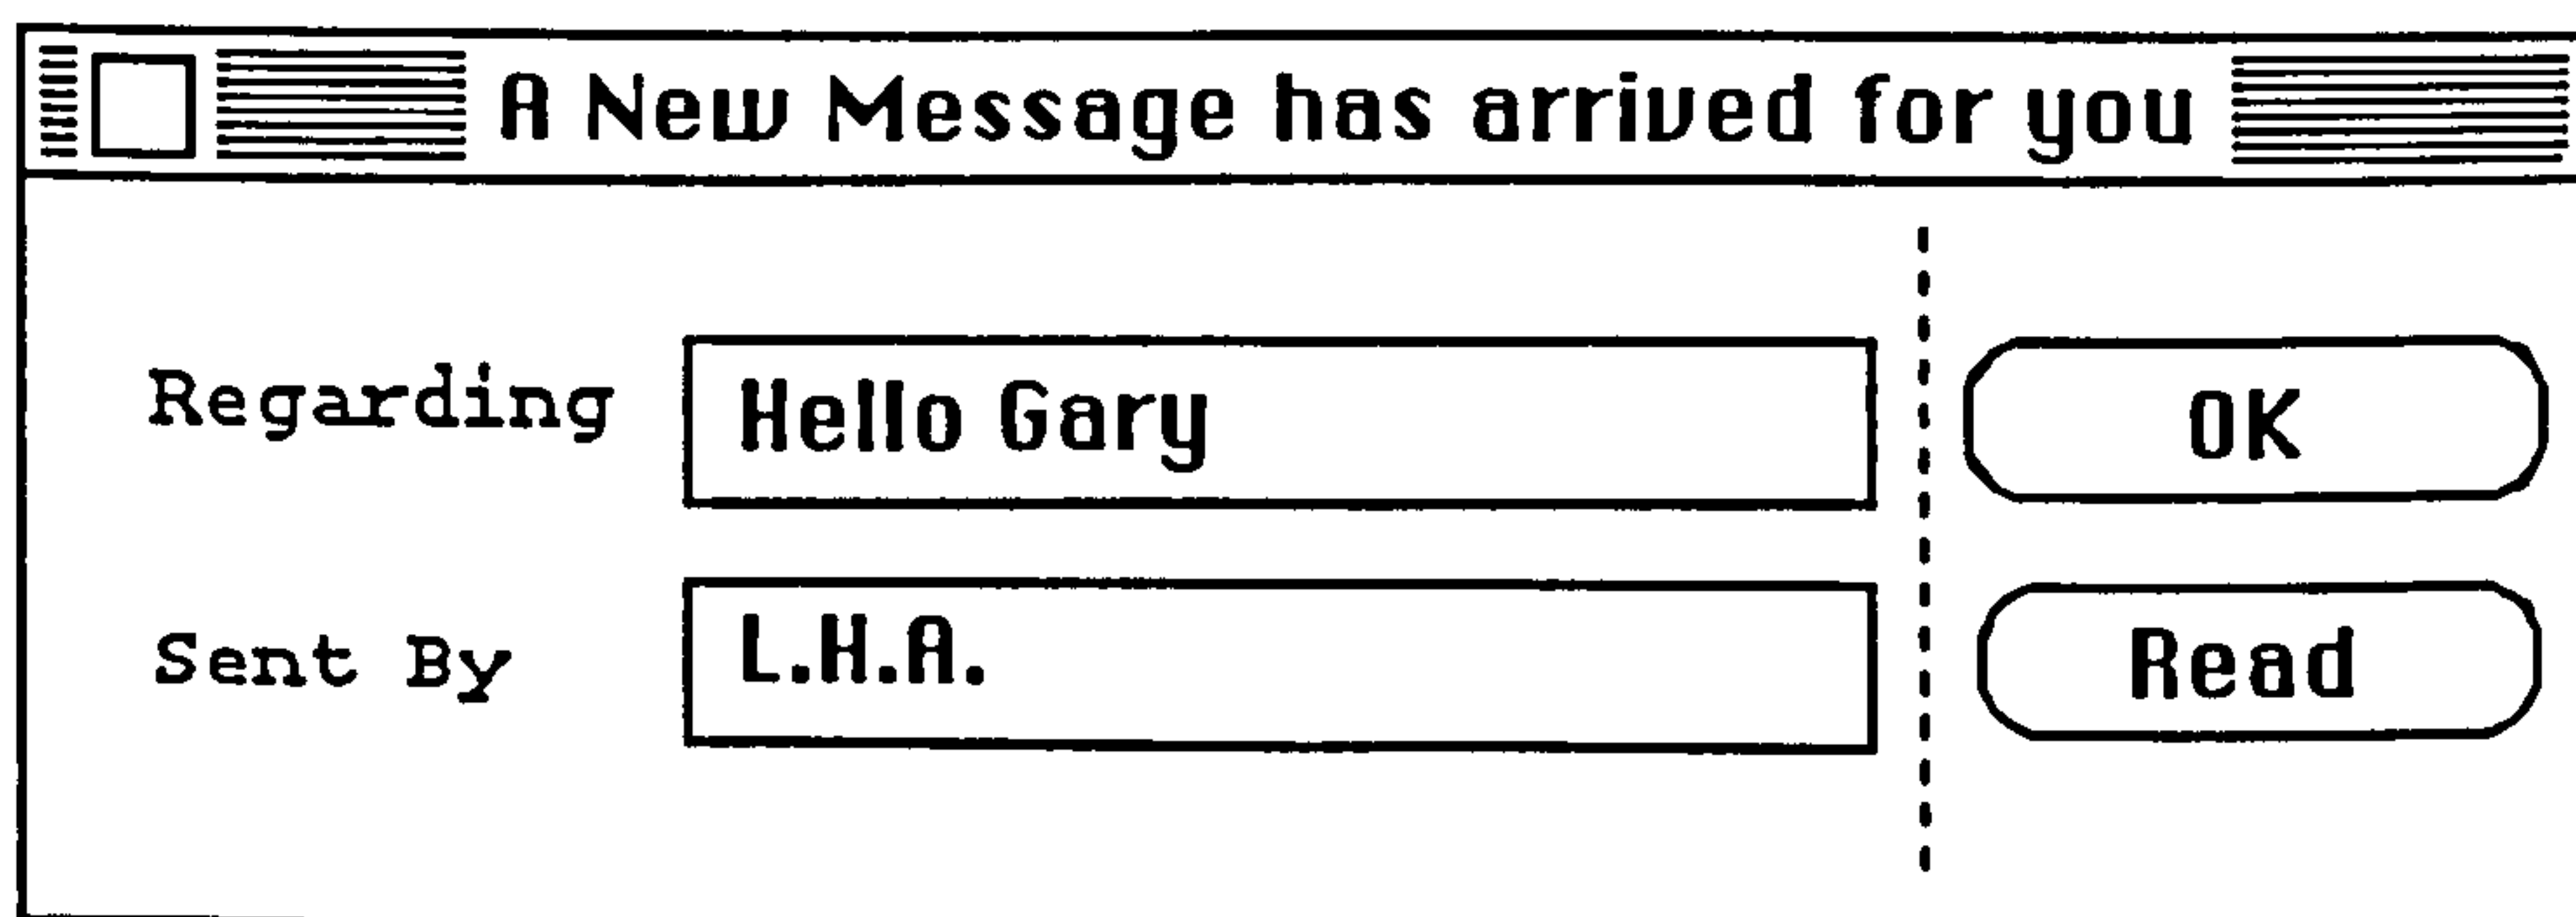 A New Message has arrived for you
Regarding Hello Gary
OK
Sent By L.H.A.
Read